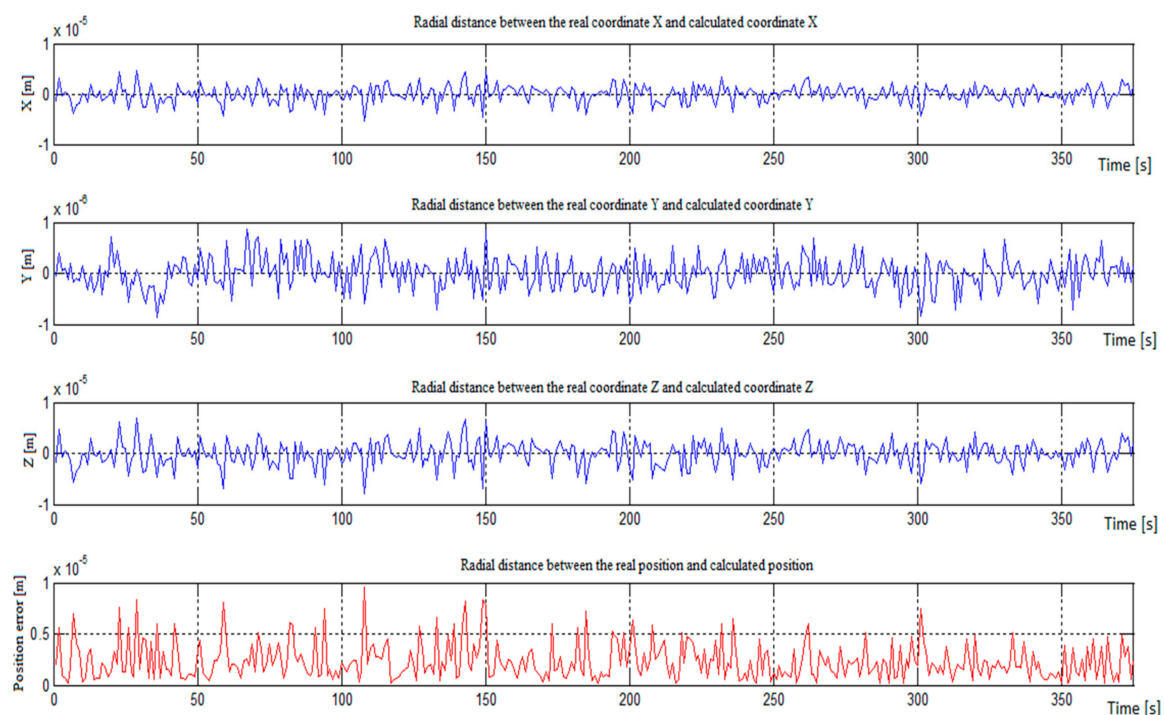 Radial distance between the real coordinate X and calculated coordinate X
x 10^-5
1
0
-1
X [m]
0 50 100 150 200 250 300 350
Time [s]
Radial distance between the real coordinate Y and calculated coordinate Y
x 10^-6
1
0
-1
Y [m]
0 50 100 150 200 250 300 350
Time [s]
Radial distance between the real coordinate Z and calculated coordinate Z
x 10^-5
1
0
-1
Z [m]
0 50 100 150 200 250 300 350
Time [s]
Radial distance between the real position and calculated position
x 10^-5
1
0.5
0
Position error [m]
0 50 100 150 200 250 300 350
Time [s]